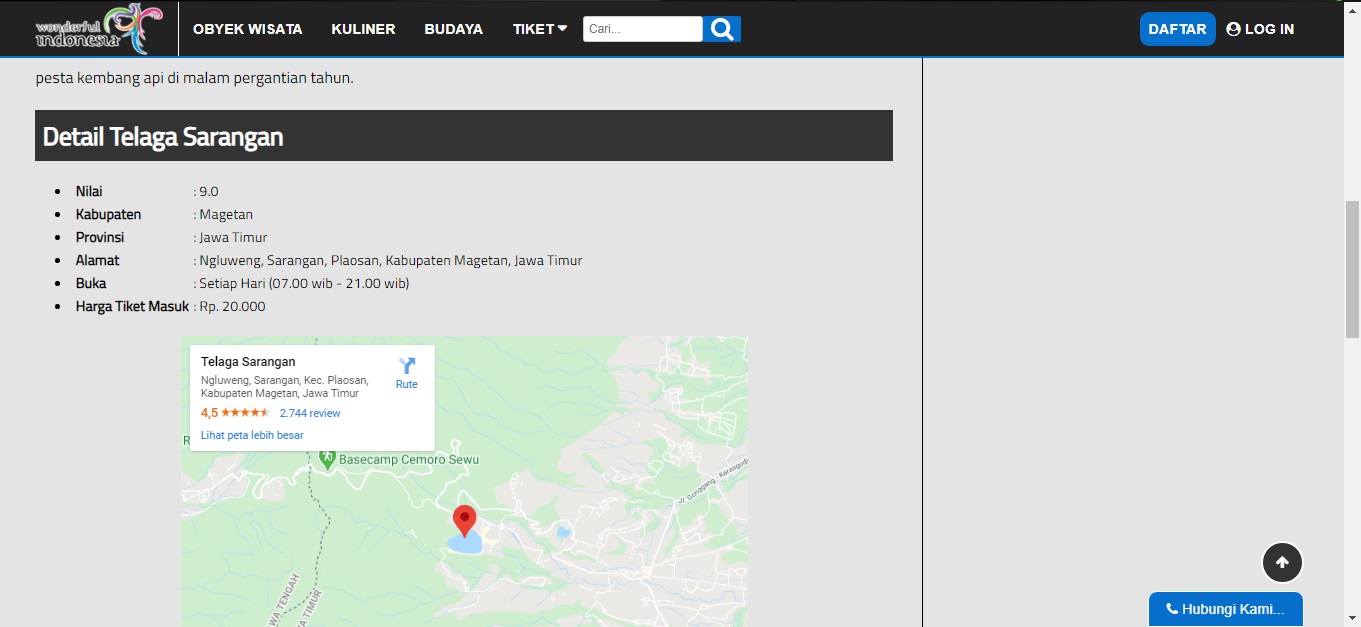 wonderful indonesia
OBYEK WISATA KULINER BUDAYA TIKET Cari... DAFTAR LOG IN
pesta kembang api di malam pergantian tahun.
Detail Telaga Sarangan
• Nilai : 9.0
• Kabupaten : Magetan
• Provinsi : Jawa Timur
• Alamat : Ngluweng, Sarangan, Plaosan, Kabupaten Magetan, Jawa Timur
• Buka : Setiap Hari (07.00 wib - 21.00 wib)
• Harga Tiket Masuk : Rp. 20.000
Telaga Sarangan
Ngluweng, Sarangan, Kec. Plaosan,
Kabupaten Magetan, Jawa Timur
Rute
4,5 2.744 review
Lihat peta lebih besar
R
Basecamp Cemoro Sewu
Jl. Gonggang, Karangudi
WA TENGAH
A TIMUR
Hubungi Kami...